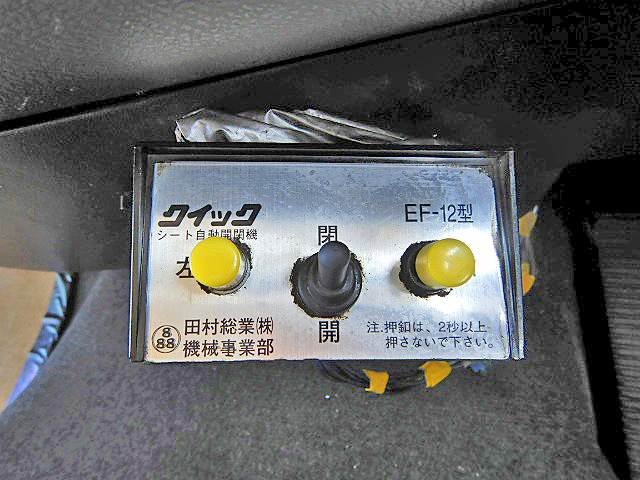 クイック
EF-12型
シート自動開閉機
閉
左
開
8
88
田村総業㈱
機械事業部
注.押釦は、2秒以上
押さないで下さい。